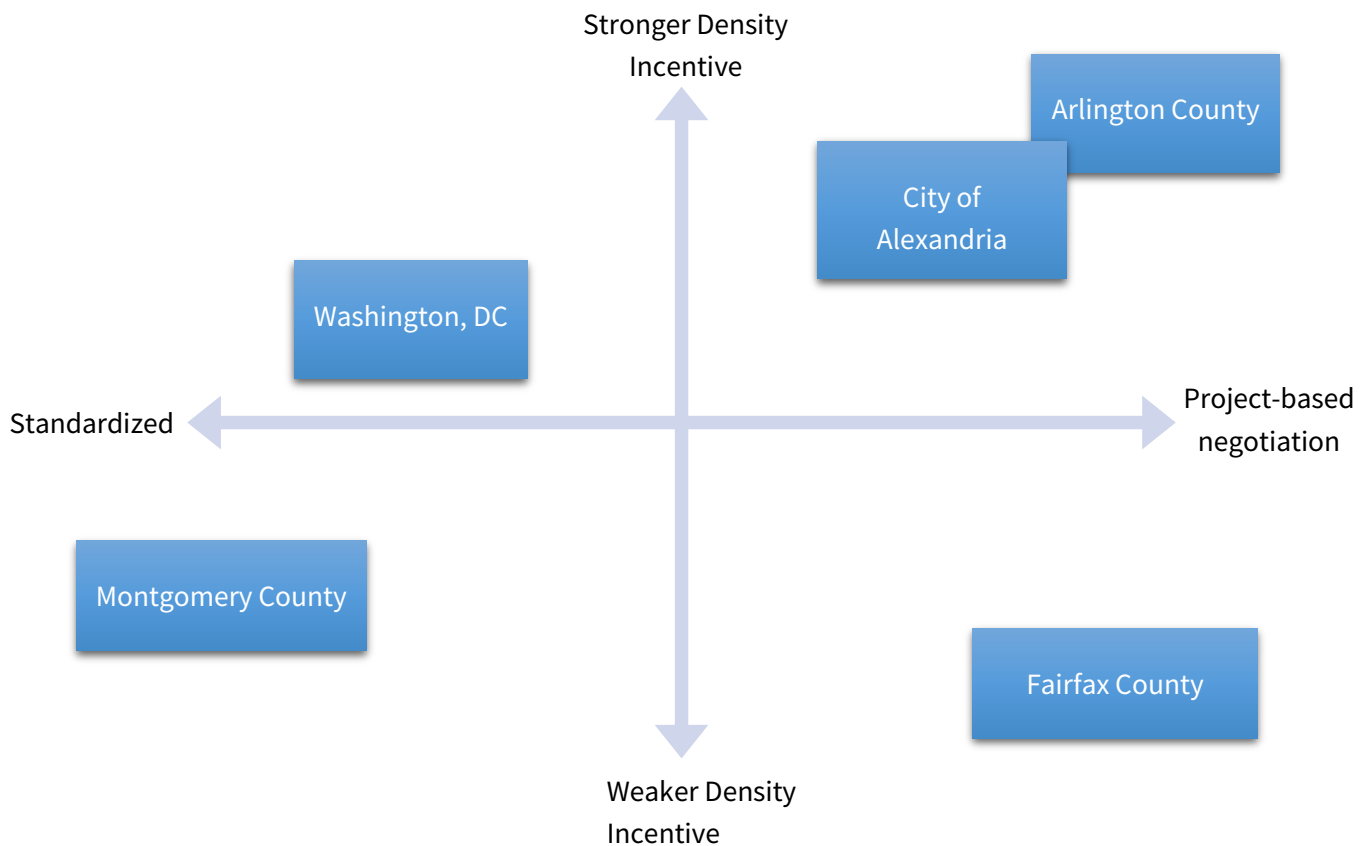 Stronger Density
Incentive
Arlington County
City of
Alexandria
Washington, DC
Standardized
Project-based
negotiation
Montgomery County
Fairfax County
Weaker Density
Incentive